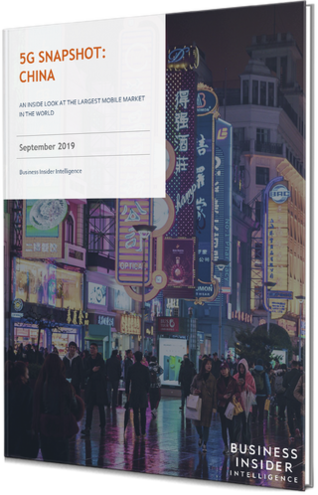 5G SNAPSHOT:
CHINA
AN INSIDE LOOK AT THE LARGEST MOBILE MARKET
IN THE WORLD
September 2019
Business Insider Intelligence
OPTICS
BUSINESS
INSIDER
INTELLIGENCE